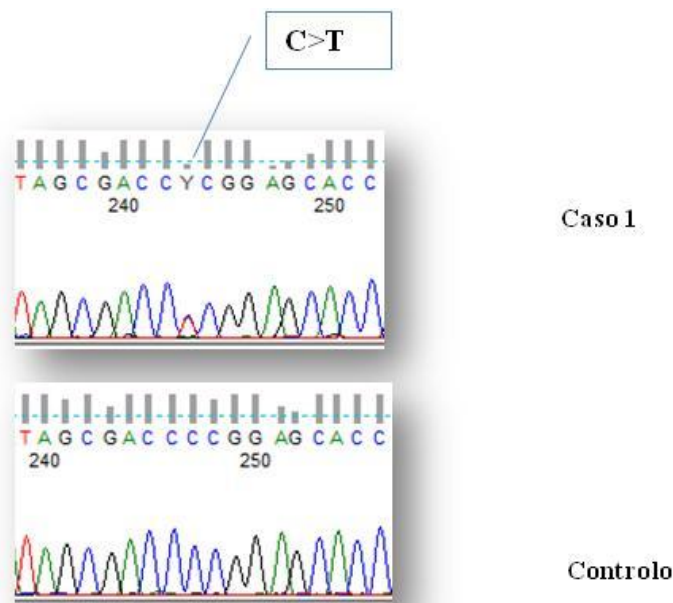 C>T
TAGCGACCYCGGAGCACC
240 250
Caso 1
TAGCGACCCCGGAGCACC
240 250
Controlo